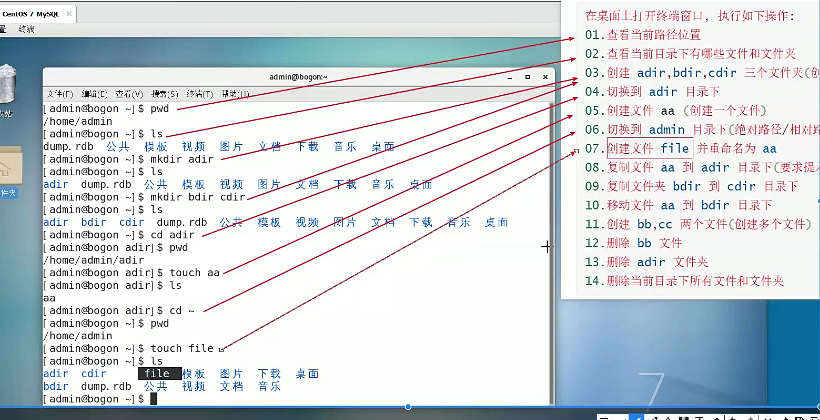 CentOS 7 MySQL ×
置 终端
admin@bogon:~
文件(F) 编辑(E) 查看(V) 搜索(S) 终端(T) 帮助(H)
[admin@bogon ~]$ pwd
/home/admin
[admin@bogon ~]$ ls
dump.rdb 公共 模板 视频 图片 文档 下载 音乐 桌面
[admin@bogon ~]$ mkdir adir
[admin@bogon ~]$ ls
adir dump.rdb 公共 模板 视频 图片 文档 下载 音乐 桌面
[admin@bogon ~]$ mkdir bdir cdir
[admin@bogon ~]$ ls
adir bdir cdir dump.rdb 公共 模板 视频 图片 文档 下载 音乐 桌面
[admin@bogon ~]$ cd adir
[admin@bogon adir]$ pwd
/home/admin/adir
[admin@bogon adir]$ touch aa
[admin@bogon adir]$ ls
aa
[admin@bogon adir]$ cd ~
[admin@bogon ~]$ pwd
/home/admin
[admin@bogon ~]$ touch file
[admin@bogon ~]$ ls
adir cdir file 模板 图片 下载 桌面
bdir dump.rdb 公共 视频 文档 音乐
[admin@bogon ~]$
件夹
7
在桌面上打开终端窗口, 执行如下操作:
01.查看当前路径位置
02.查看当前目录下有哪些文件和文件夹
03.创建 adir,bdir,cdir 三个文件夹(创
04.切换到 adir 目录下
05.创建文件 aa (创建一个文件)
06.切换到 admin 目录下(绝对路径/相对路
07.创建文件 file 并重命名为 aa
08.复制文件 aa 到 adir 目录下(要求提
09.复制文件夹 bdir 到 cdir 目录下
10.移动文件 aa 到 bdir 目录下
11.创建 bb,cc 两个文件(创建多个文件)
12.删除 bb 文件
13.删除 adir 文件夹
14.删除当前目录下所有文件和文件夹